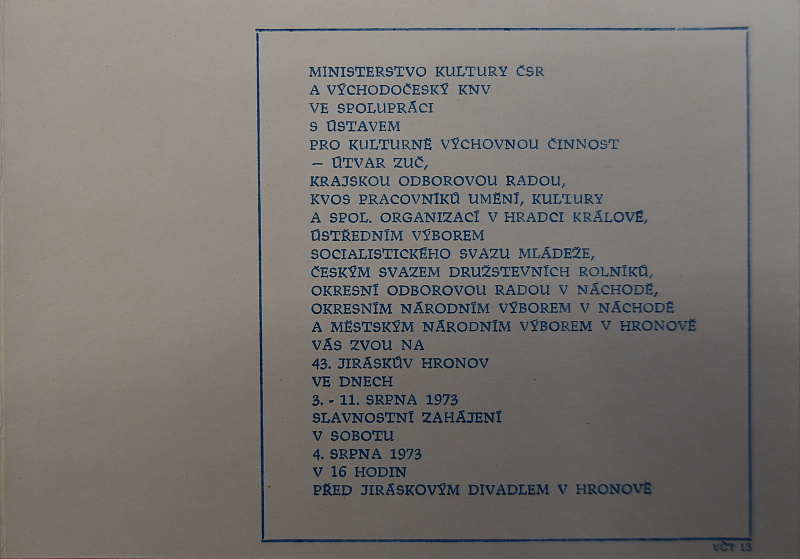 MINISTERSTVO KULTURY ČSR
A VÝCHODOČESKÝ KNV
VE SPOLUPRÁCI
S ÚSTAVEM
PRO KULTURNĚ VÝCHOVNOU ČINNOST
— ÚTVAR ZUČ,
KRAJSKOU ODBOROVOU RADOU,
KVOS PRACOVNÍKŮ UMĚNÍ, KULTURY
A SPOL. ORGANIZACÍ V HRADCI KRÁLOVÉ,
ÚSTŘEDNÍM VÝBOREM
SOCIALISTICKÉHO SVAZU MLÁDEŽE,
ČESKÝM SVAZEM DRUŽSTEVNÍCH ROLNÍKŮ,
OKRESNÍ ODBOROVOU RADOU V NÁCHODĚ,
OKRESNÍM NÁRODNÍM VÝBOREM V NÁCHODĚ
A MĚSTSKÝM NÁRODNÍM VÝBOREM V HRONOVĚ
VÁS ZVOU NA
43. JIRÁSKŮV HRONOV
VE DNECH
3. - 11. SRPNA 1973
SLAVNOSTNÍ ZAHÁJENÍ
V SOBOTU
4. SRPNA 1973
V 16 HODIN
PŘED JIRÁSKOVÝM DIVADLEM V HRONOVĚ
VČT 13